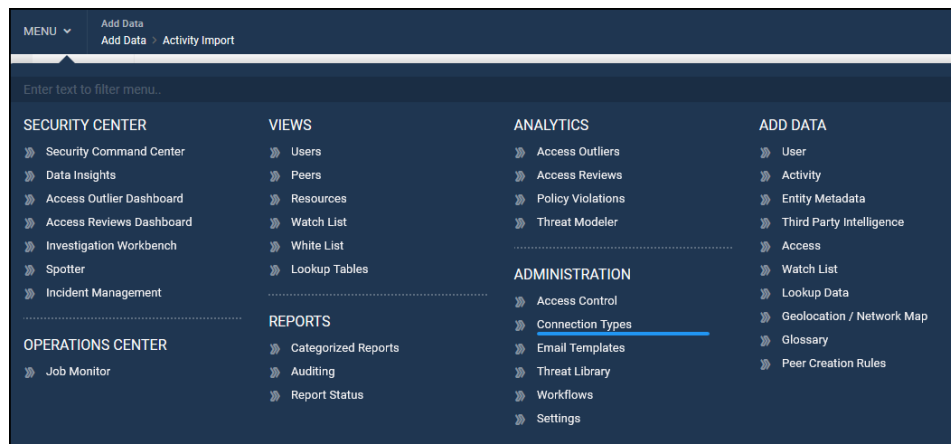 MENU
Add Data
Add Data > Activity Import
Enter text to filter menu..
SECURITY CENTER
Security Command Center
Data Insights
Access Outlier Dashboard
Access Reviews Dashboard
Investigation Workbench
Spotter
Incident Management
OPERATIONS CENTER
Job Monitor
VIEWS
Users
Peers
Resources
Watch List
White List
Lookup Tables
REPORTS
Categorized Reports
Auditing
Report Status
ANALYTICS
Access Outliers
Access Reviews
Policy Violations
Threat Modeler
ADMINISTRATION
Access Control
Connection Types
Email Templates
Threat Library
Workflows
Settings
ADD DATA
User
Activity
Entity Metadata
Third Party Intelligence
Access
Watch List
Lookup Data
Geolocation / Network Map
Glossary
Peer Creation Rules